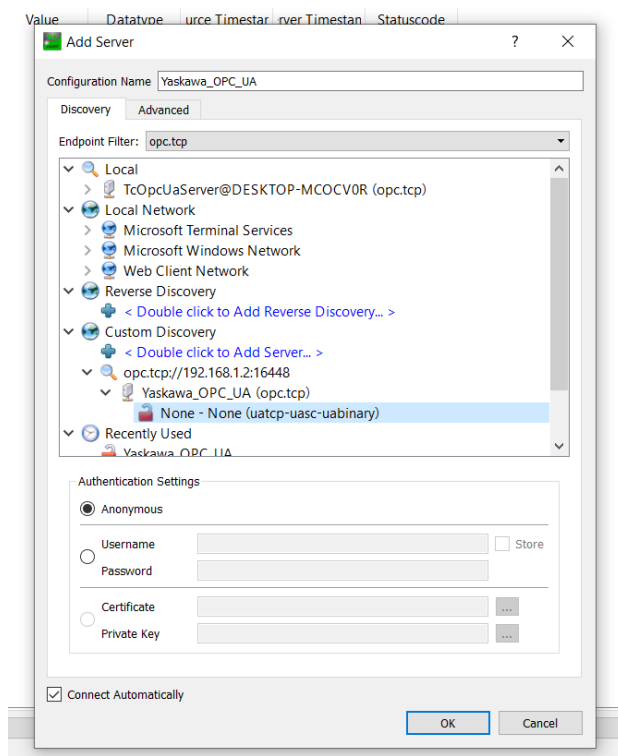 Value Datatype urce Timestar rver Timestan Statuscode
Add Server ? ×
Configuration Name Yaskawa_OPC_UA
Discovery Advanced
Endpoint Filter: opc.tcp
Local
TcOpcUaServer@DESKTOP-MCOCV0R (opc.tcp)
Local Network
Microsoft Terminal Services
Microsoft Windows Network
Web Client Network
Reverse Discovery
< Double click to Add Reverse Discovery... >
Custom Discovery
< Double click to Add Server... >
opc.tcp://192.168.1.2:16448
Yaskawa_OPC_UA (opc.tcp)
None - None (uatcp-uasc-uabinary)
Recently Used
Yaskawa_OPC_UA
Authentication Settings
Anonymous
Username Store
Password
Certificate ...
Private Key ...
Connect Automatically
OK Cancel